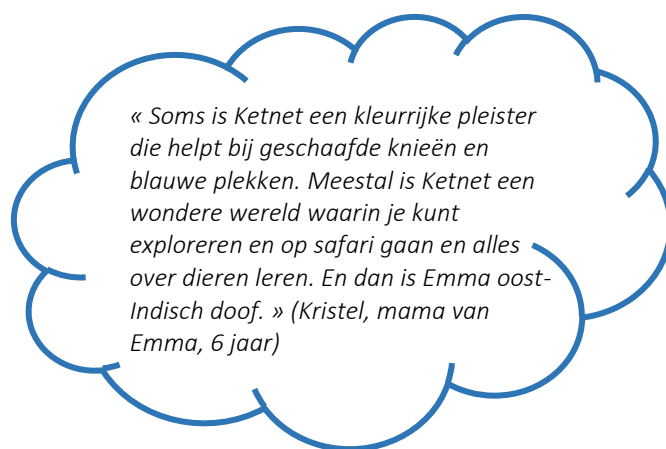 « Soms is Ketnet een kleurrijke pleister
die helpt bij geschaafde knieën en
blauwe plekken. Meestal is Ketnet een
wondere wereld waarin je kunt
exploreren en op safari gaan en alles
over dieren leren. En dan is Emma oost-
Indisch doof. » (Kristel, mama van
Emma, 6 jaar)